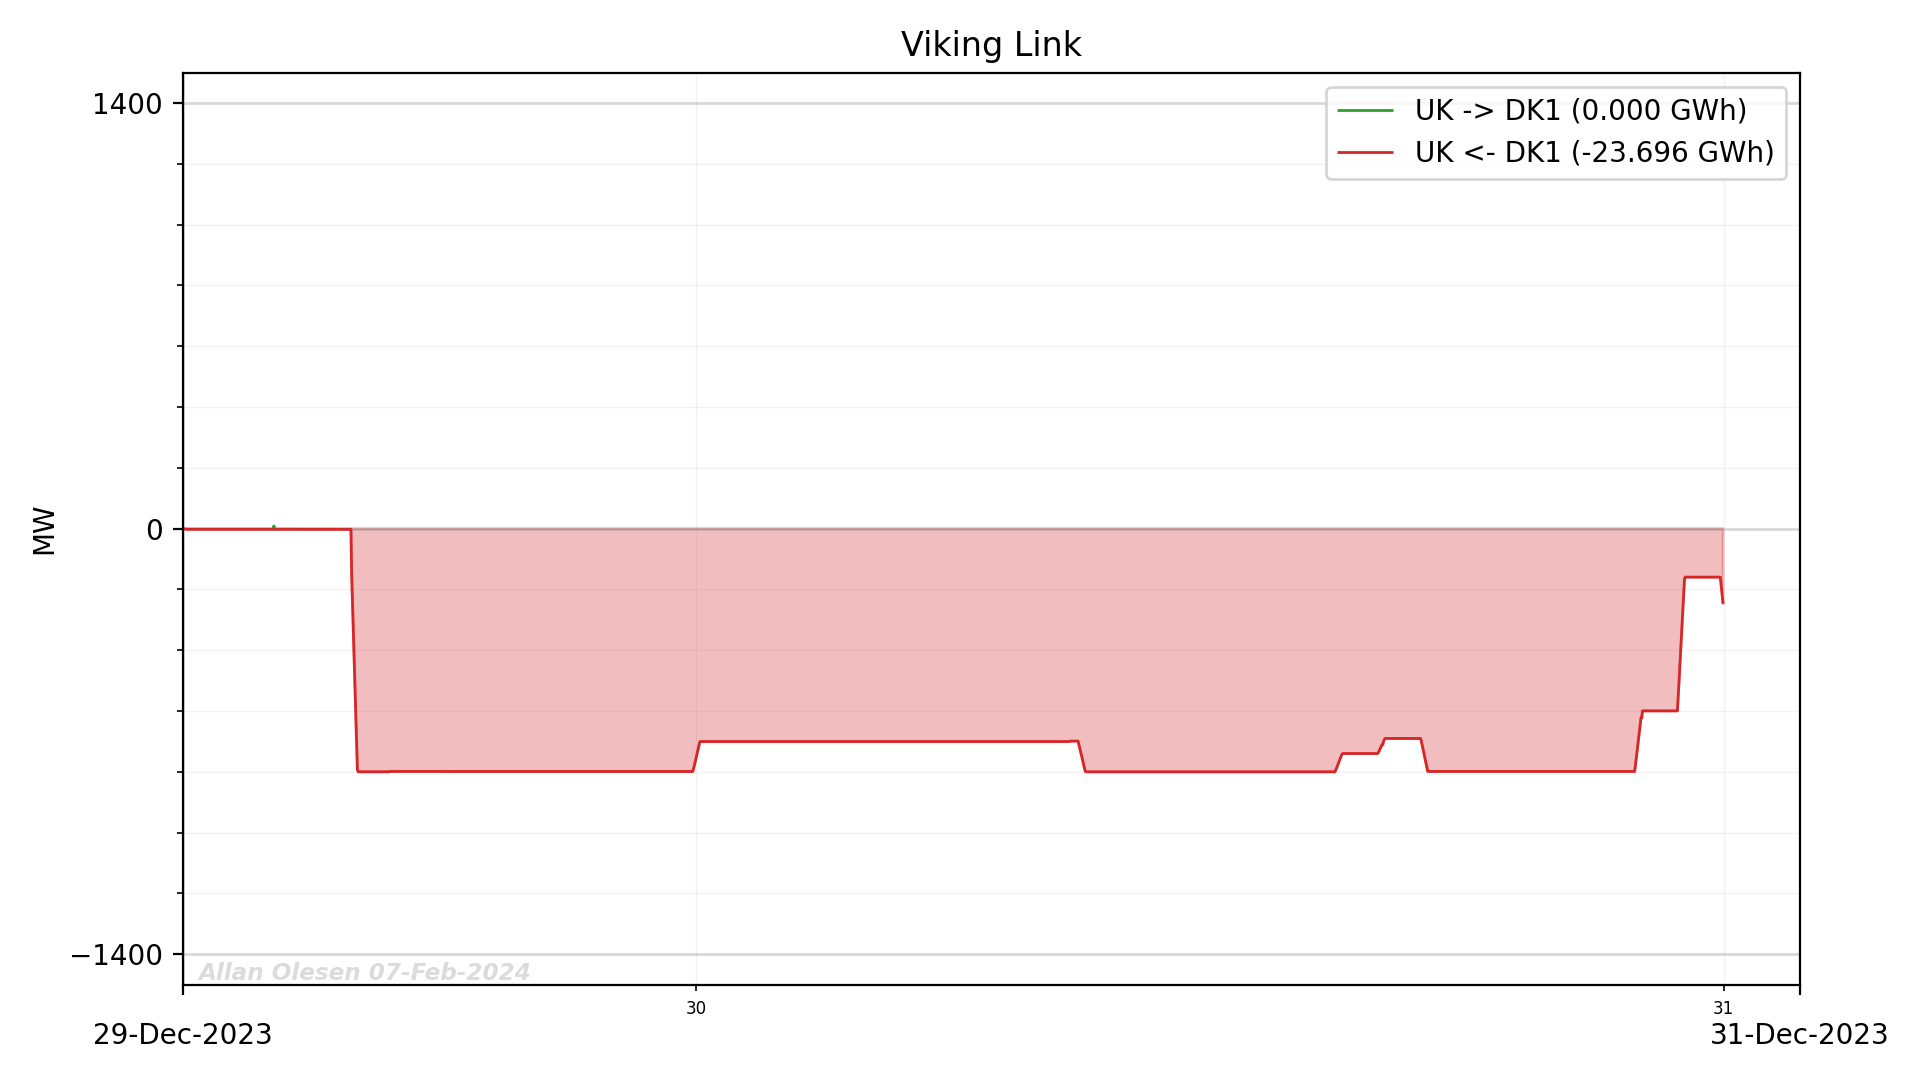 Viking Link
1400
UK -> DK1 (0.000 GWh)
UK <- DK1 (-23.696 GWh)
0
MW
−1400
Allan Olesen 07-Feb-2024
30
31
29-Dec-2023
31-Dec-2023